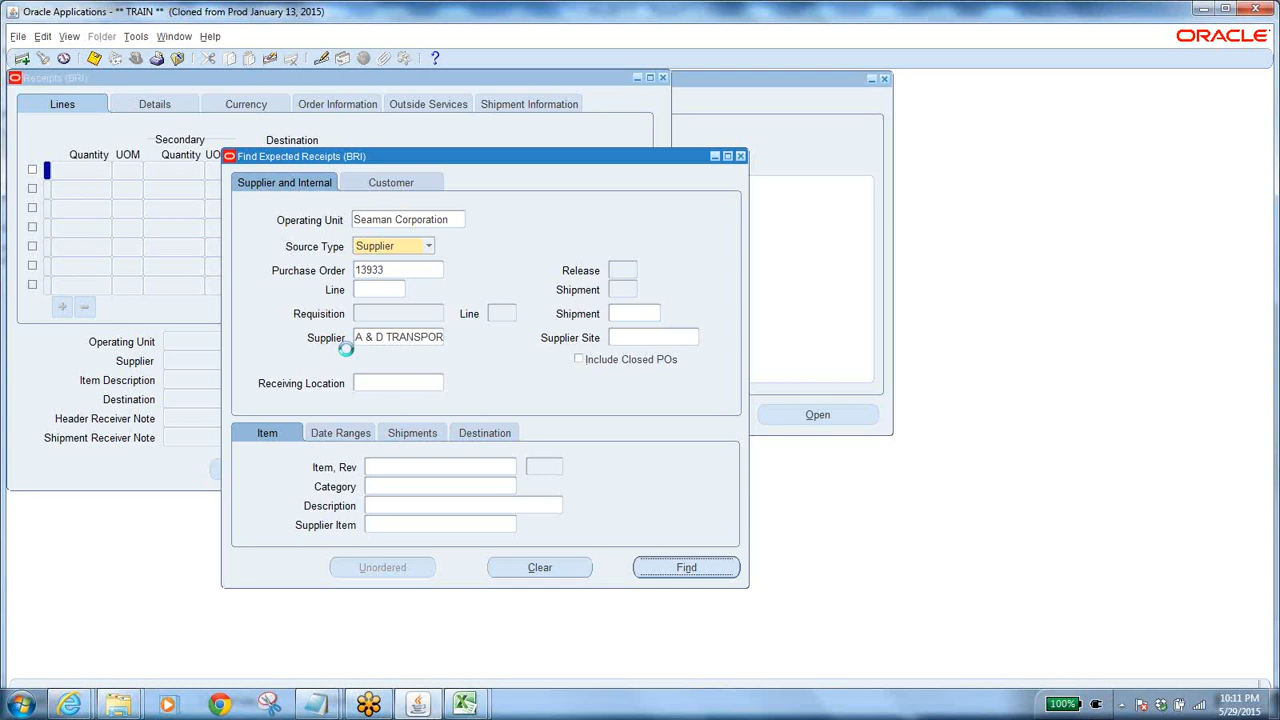 Oracle Applications - ** TRAIN ** (Cloned from Prod January 13, 2015)
File Edit View Folder Tools Window Help
ORACLE
Receipts (BRI)
Lines Details Currency Order Information Outside Services Shipment Information
Secondary Destination
Quantity UOM Quantity
Find Expected Receipts (BRI)
Supplier and Internal Customer
Operating Unit Seaman Corporation
Source Type Supplier
Purchase Order 13933 Release
Line Shipment
Requisition Line Shipment
Supplier A & D TRANSPOR Supplier Site
Include Closed POs
Receiving Location
Operating Unit
Supplier
Item Description
Destination
Header Receiver Note
Shipment Receiver Note
Open
Item Date Ranges Shipments Destination
Item, Rev
Category
Description
Supplier Item
Unordered Clear Find
100% 10:11 PM
5/29/2015